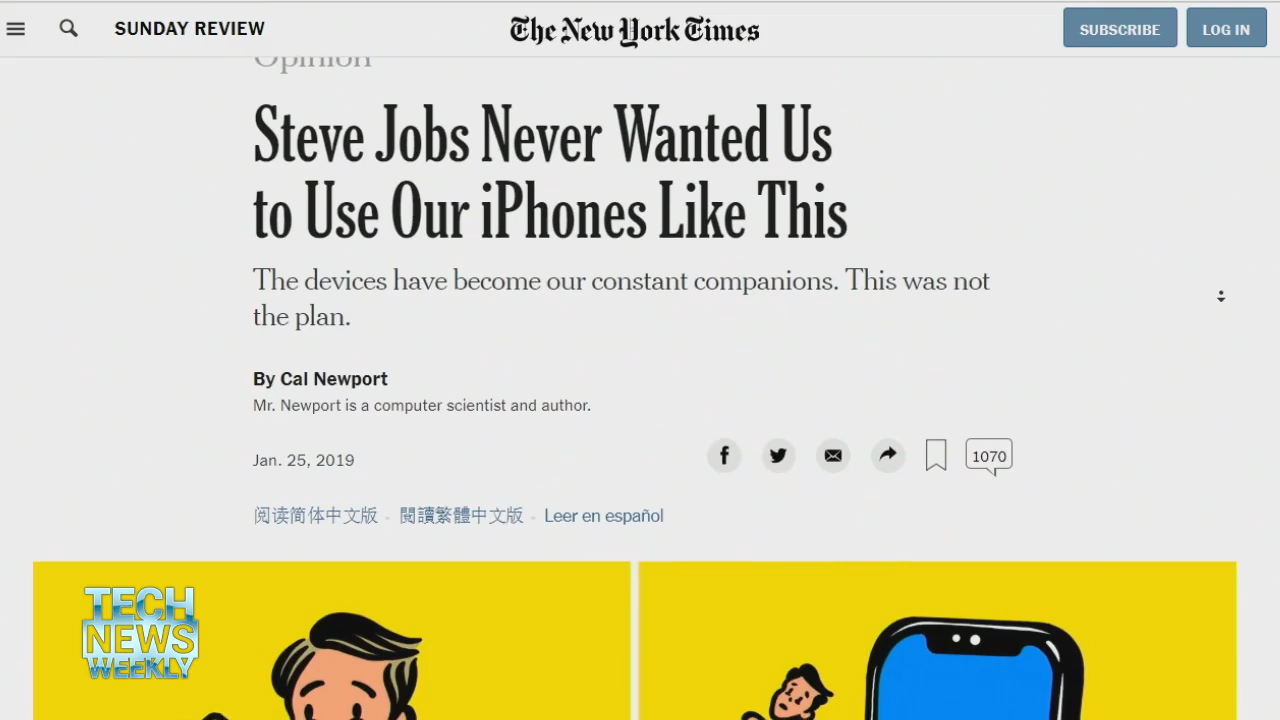 SUNDAY REVIEW
The New York Times
SUBSCRIBE
LOG IN
Opinion
Steve Jobs Never Wanted Us
to Use Our iPhones Like This
The devices have become our constant companions. This was not
the plan.
By Cal Newport
Mr. Newport is a computer scientist and author.
Jan. 25, 2019
1070
阅读简体中文版
閱讀繁體中文版
Leer en español
TECH
NEWS
WEEKLY